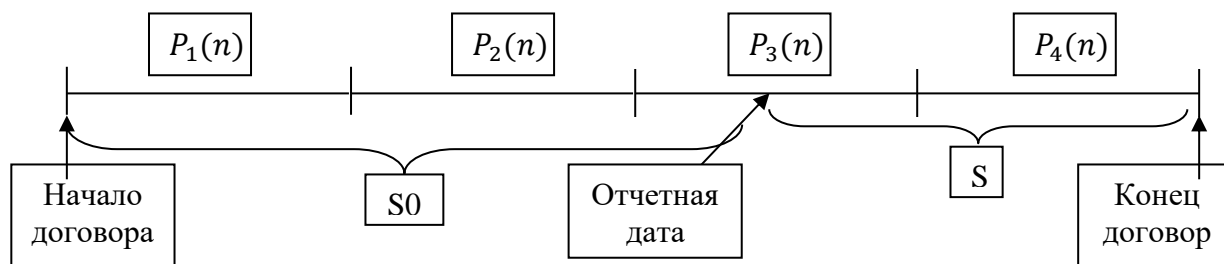 P₁(n)
P₂(n)
P₃(n)
P₄(n)
Начало
договора
S0
Отчетная
дата
S
Конец
договор